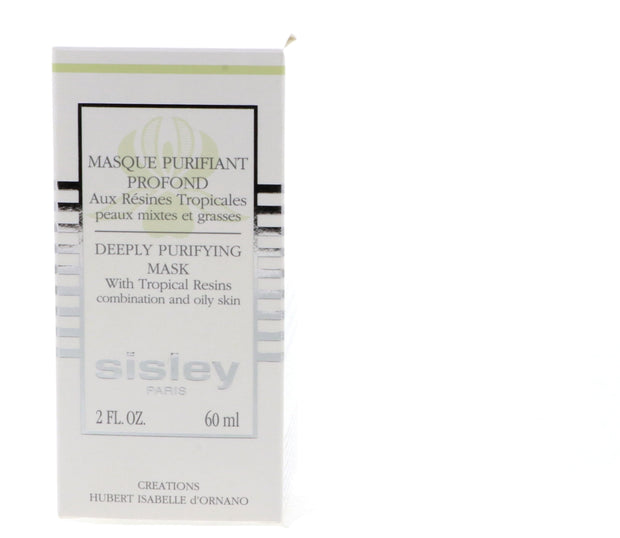 MASQUE PURIFIANT
PROFOND
Aux Résines Tropicales
peaux mixtes et grasses
DEEPLY PURIFYING
MASK
With Tropical Resins
combination and oily skin
sisley
PARIS
2 FL. OZ. 60 ml
CREATIONS
HUBERT ISABELLE d'ORNANO